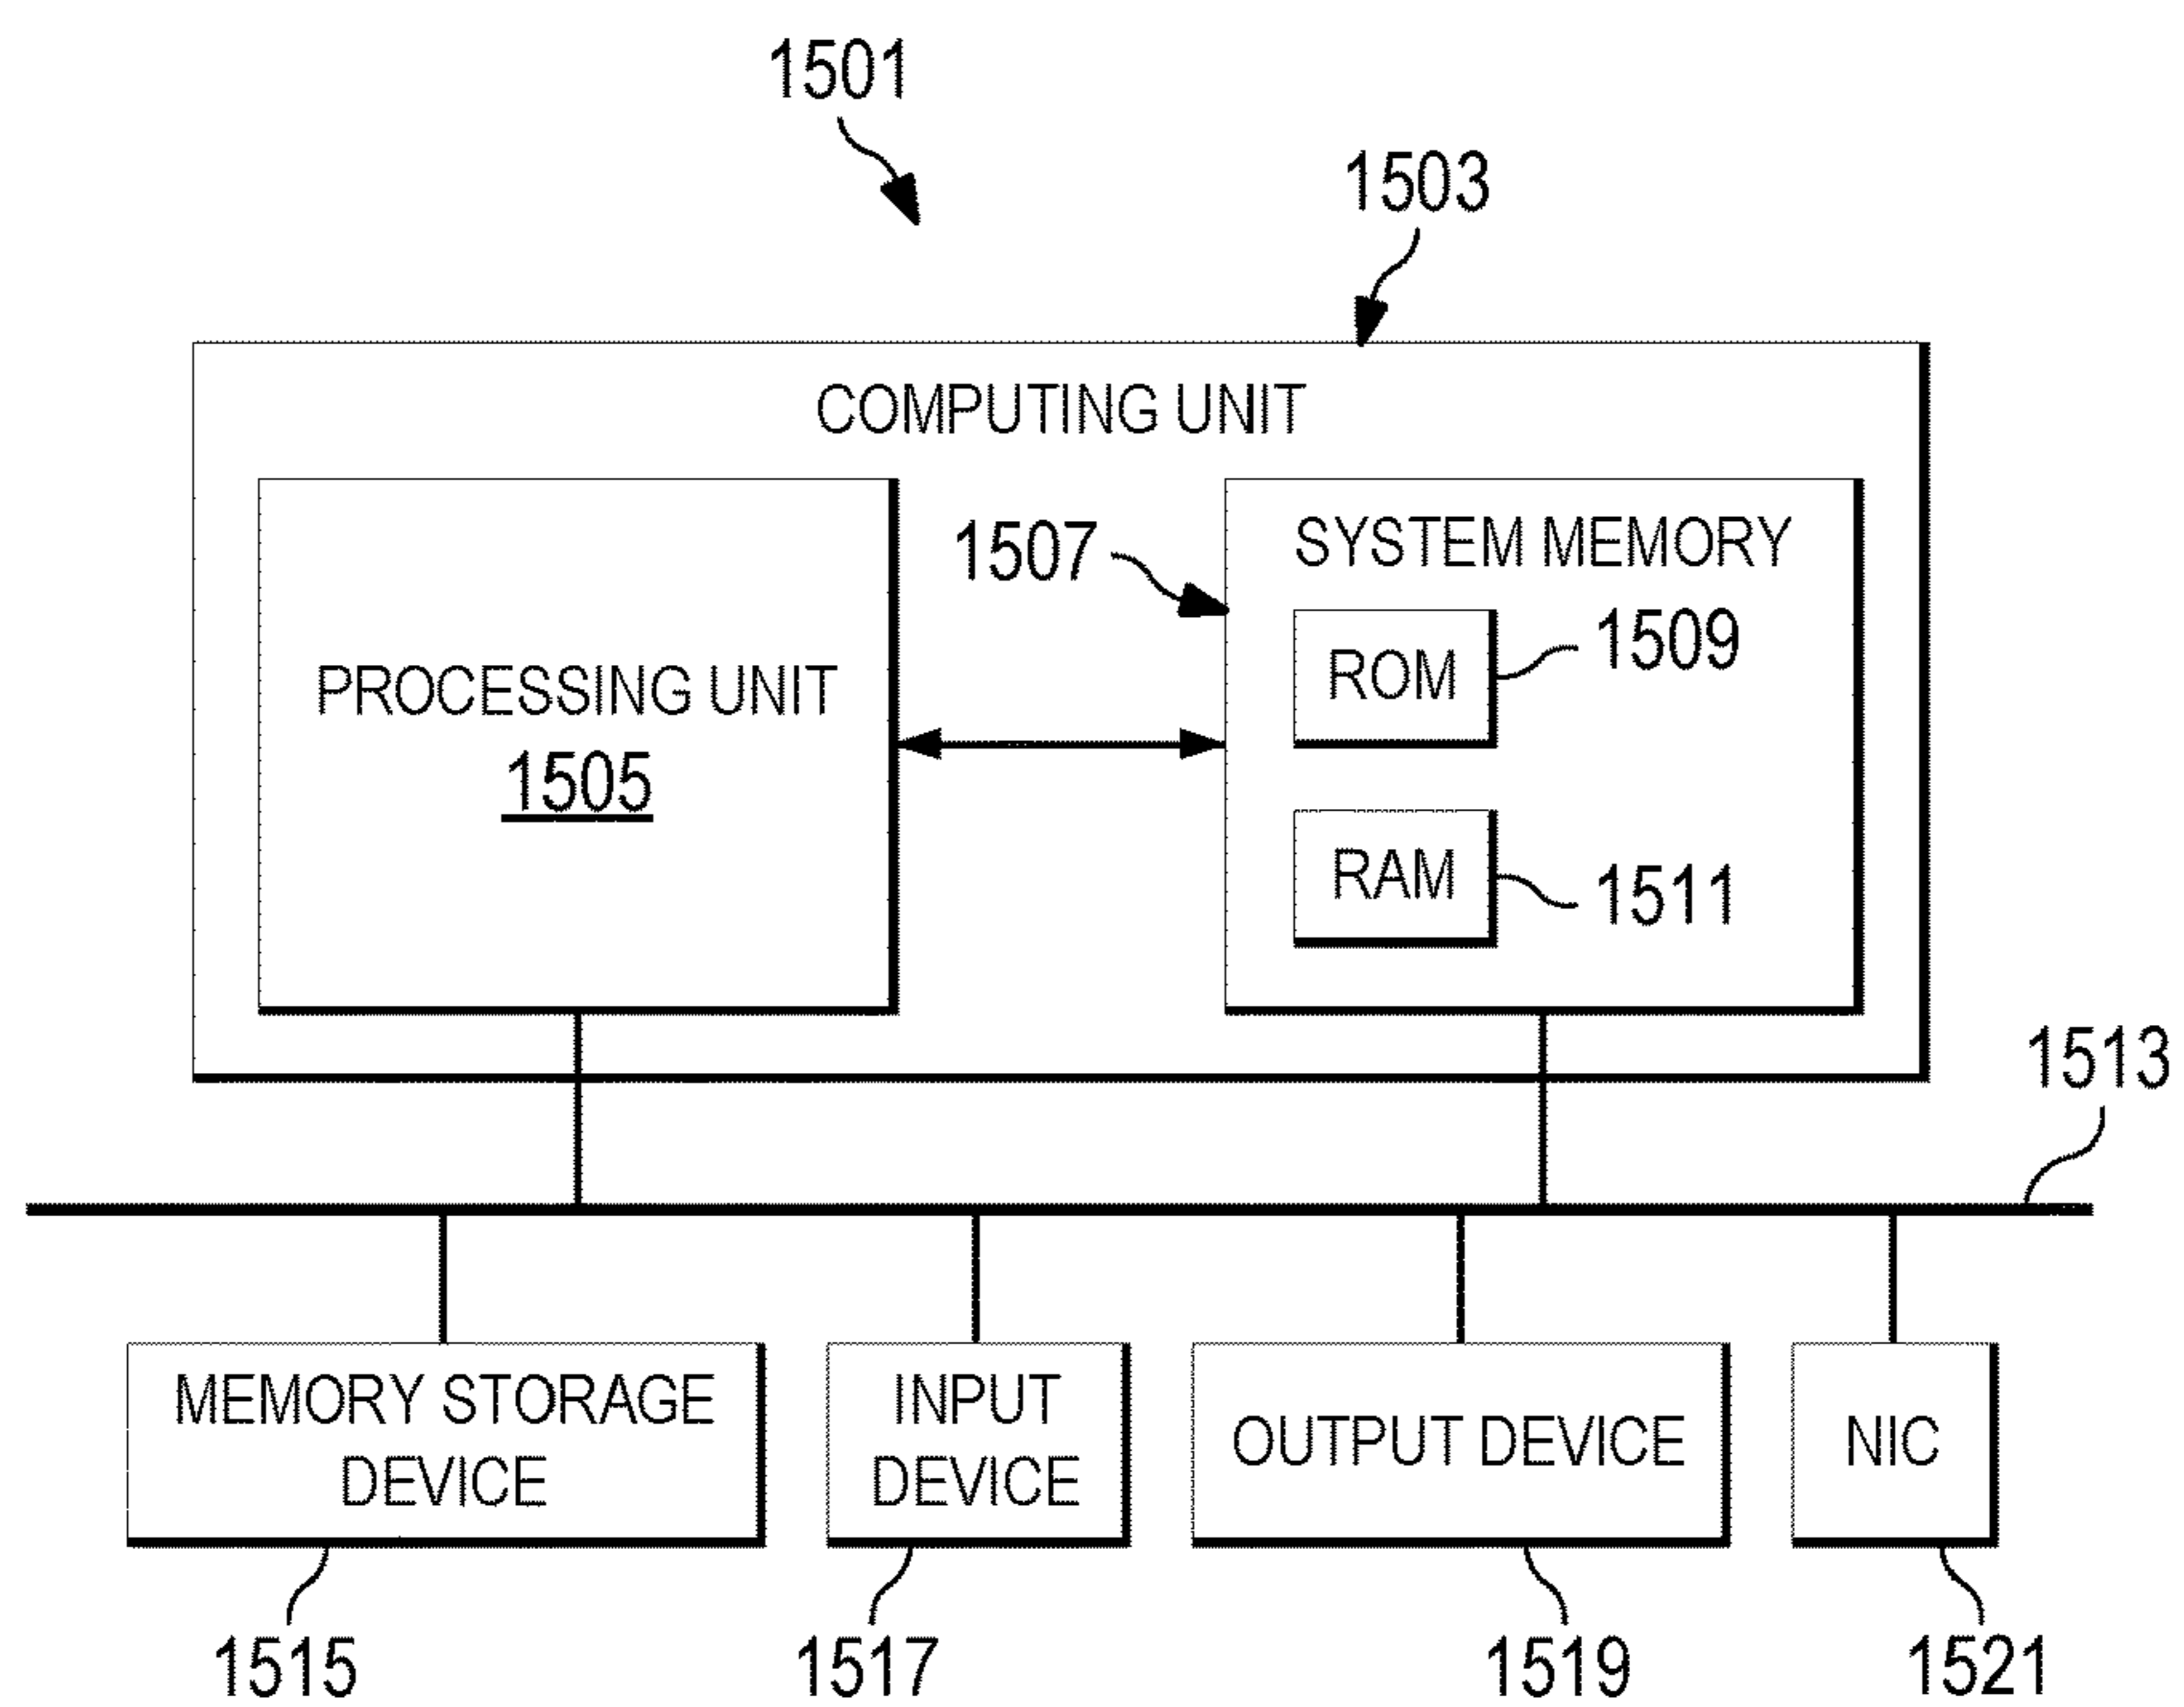 1501
1503
COMPUTING UNIT
1507
SYSTEM MEMORY
PROCESSING UNIT
1505
ROM
1509
RAM
1511
1513
MEMORY STORAGE
DEVICE
INPUT
DEVICE
OUTPUT DEVICE
NIC
1515
1517
1519
1521